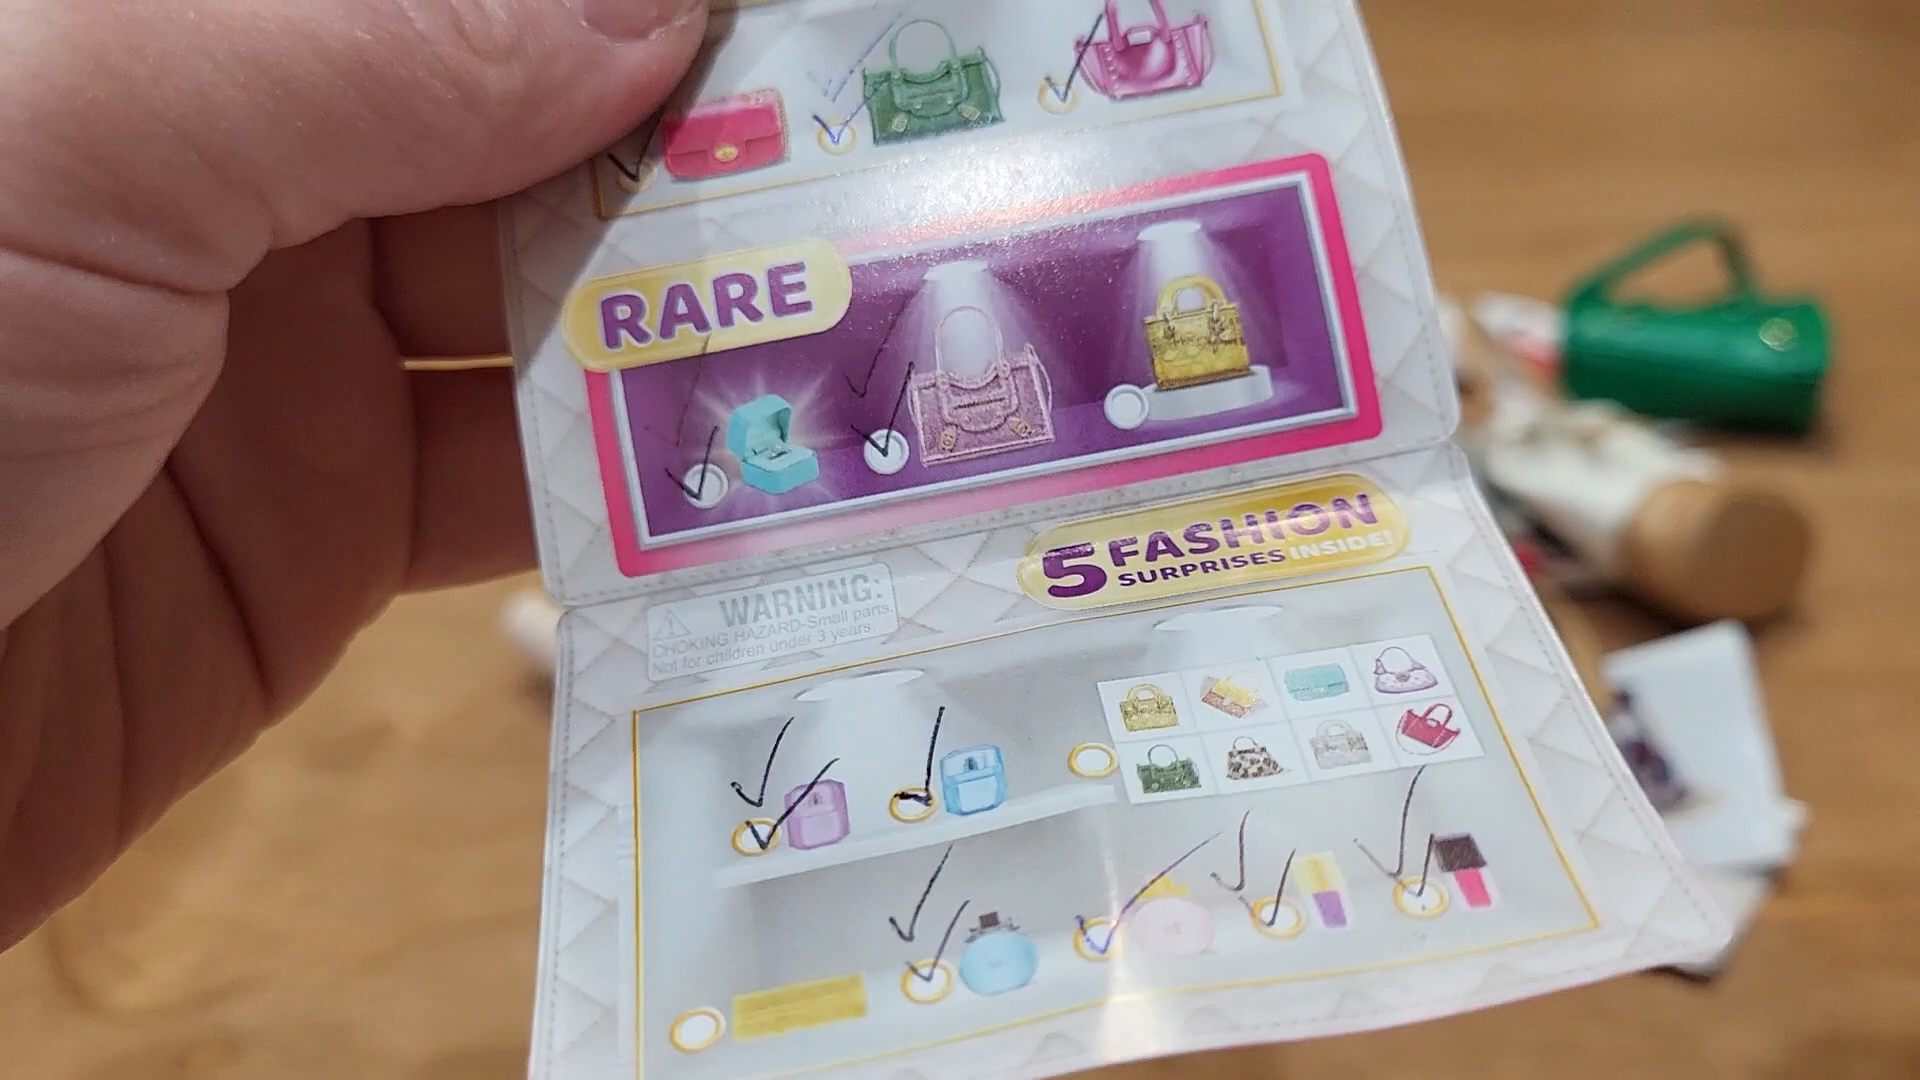 RARE
5 FASHION
SURPRISES INSIDE!
WARNING:
CHOKING HAZARD-Small parts.
Not for children under 3 years.